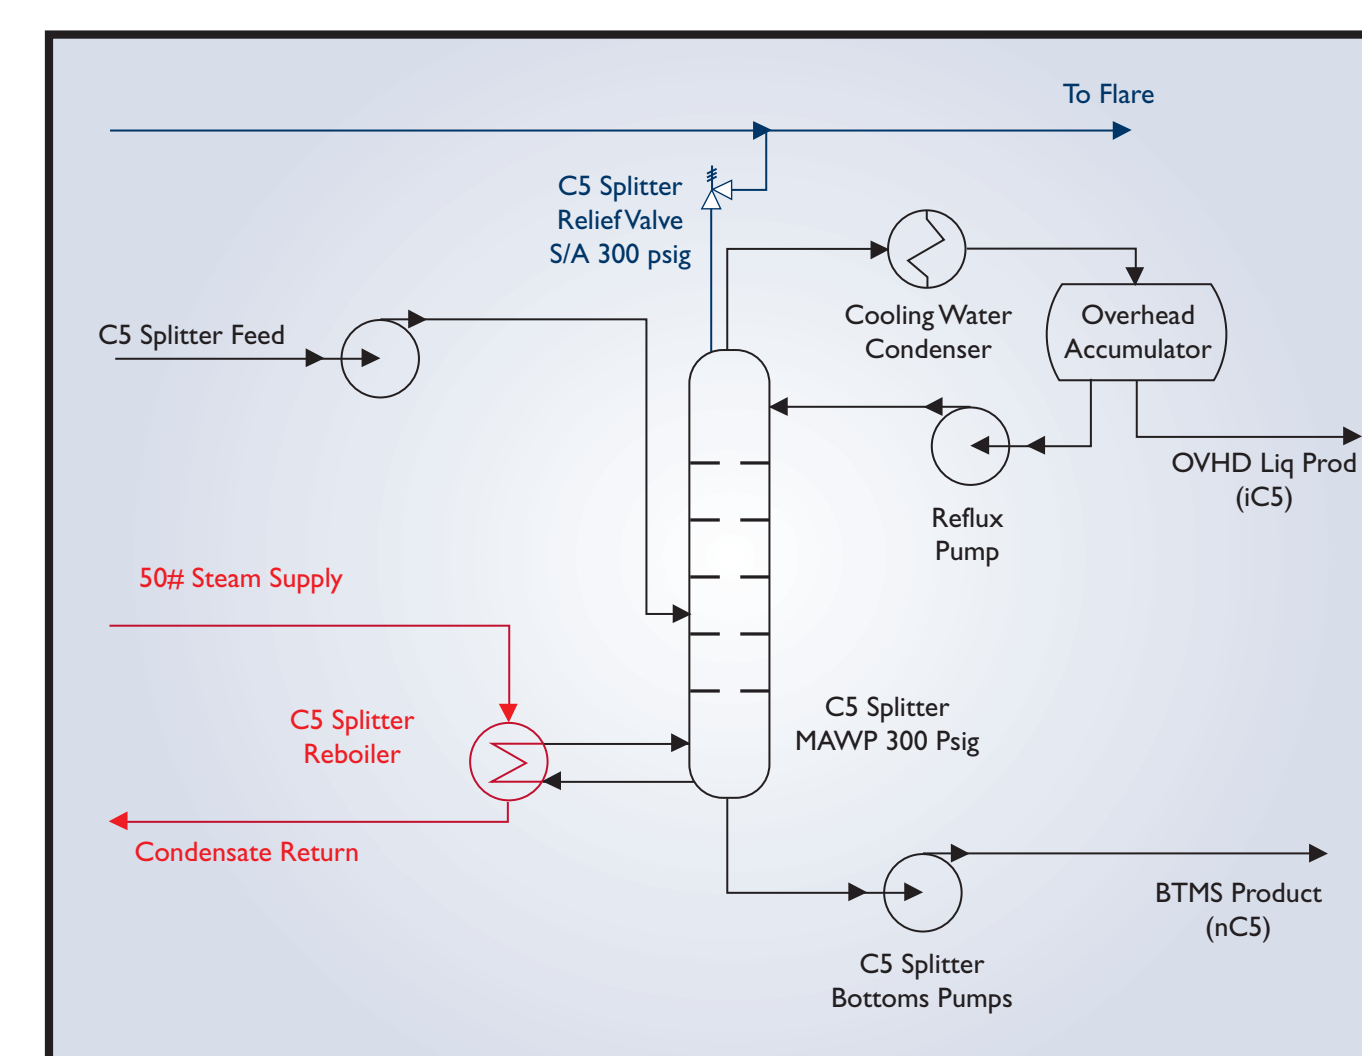 To Flare
C5 Splitter
Relief Valve
S/A 300 psig
C5 Splitter Feed
Cooling Water
Condenser
Overhead
Accumulator
OVHD Liq Prod
(iC5)
Reflux
Pump
50# Steam Supply
C5 Splitter
Reboiler
C5 Splitter
MAWP 300 Psig
Condensate Return
BTMS Product
(nC5)
C5 Splitter
Bottoms Pumps